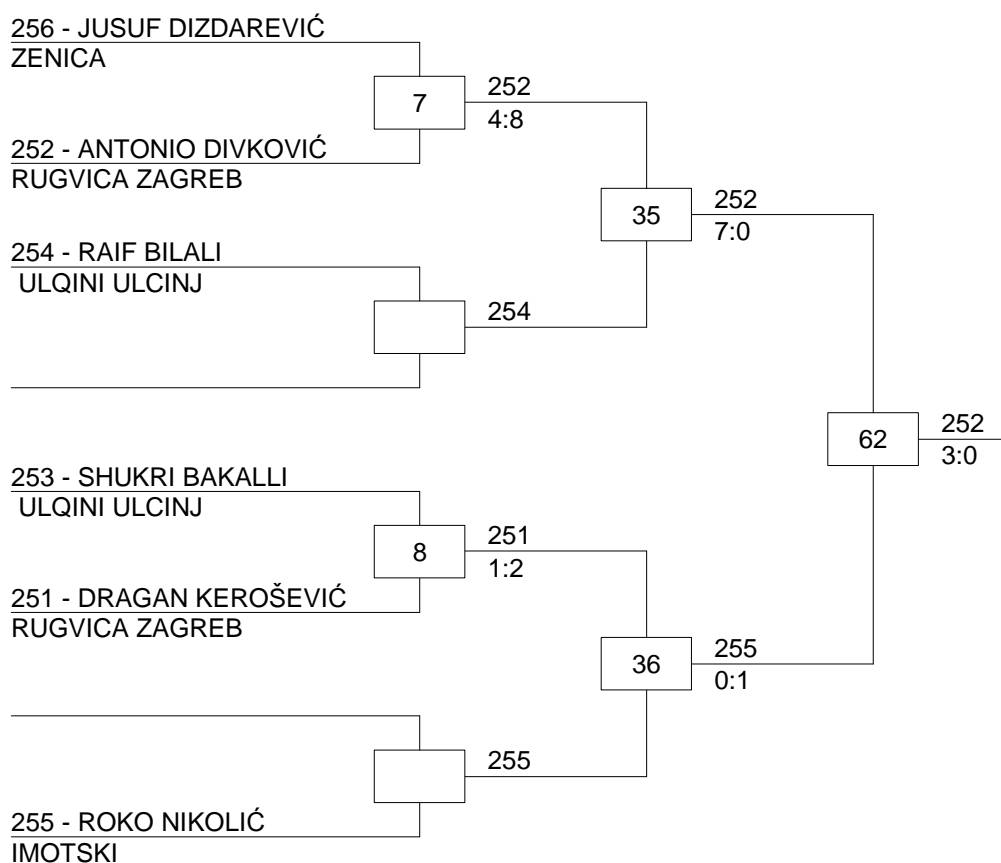 256 - JUSUF DIZDAREVIĆ
ZENICA
7
252
4:8
252 - ANTONIO DIVKOVIĆ
RUGVICA ZAGREB
35
252
7:0
254 - RAIF BILALI
ULQINI ULCINJ
254
62
252
3:0
253 - SHUKRI BAKALLI
ULQINI ULCINJ
8
251
1:2
251 - DRAGAN KEROŠEVIĆ
RUGVICA ZAGREB
36
255
0:1
255
255 - ROKO NIKOLIĆ
IMOTSKI